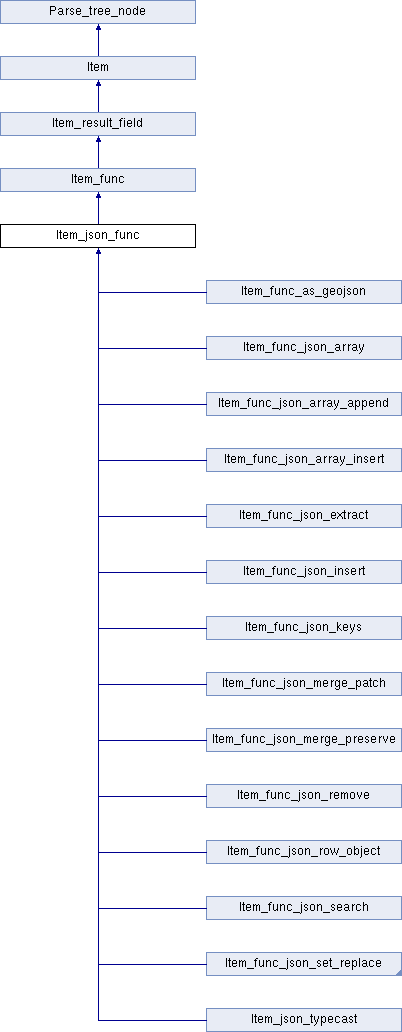 Parse_tree_node
Item
Item_result_field
Item_func
Item_json_func
Item_func_as_geojson
Item_func_json_array
Item_func_json_array_append
Item_func_json_array_insert
Item_func_json_extract
Item_func_json_insert
Item_func_json_keys
Item_func_json_merge_patch
Item_func_json_merge_preserve
Item_func_json_remove
Item_func_json_row_object
Item_func_json_search
Item_func_json_set_replace
Item_json_typecast